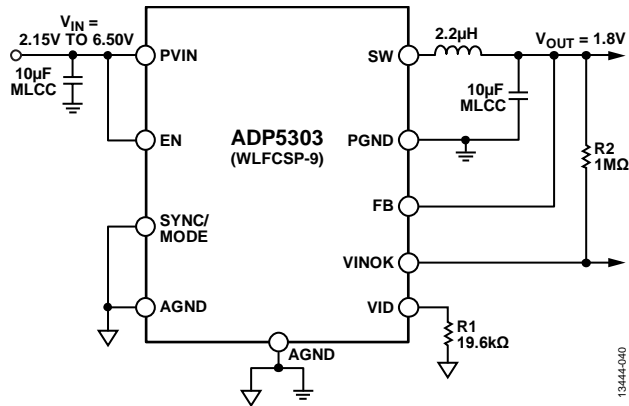 VIN =
2.15V TO 6.50V
10µF
MLCC
PVIN
EN
SYNC/
MODE
AGND
ADP5303
(WLFCSP-9)
AGND
SW
PGND
FB
VINOK
VID
2.2µH
10µF
MLCC
VOUT = 1.8V
R2
1MΩ
R1
19.6kΩ
13444-040